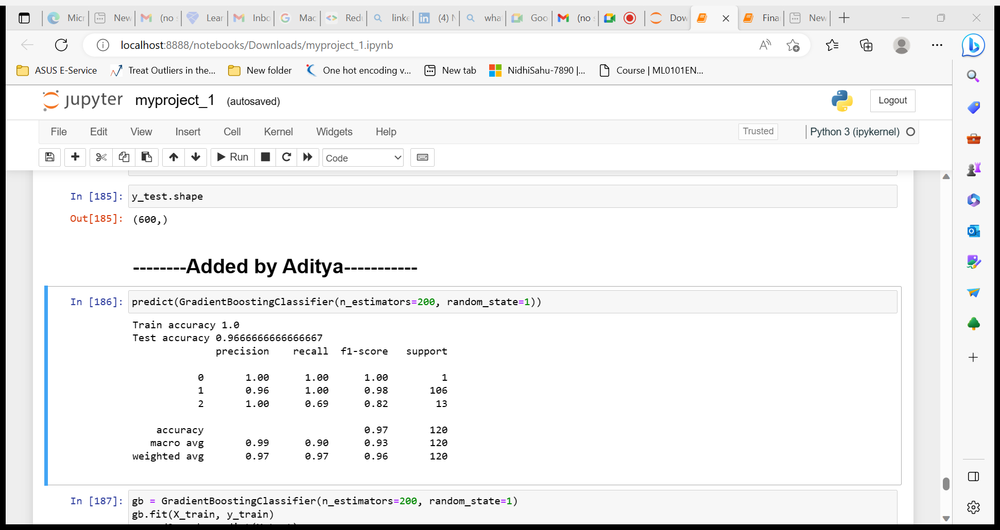 Micr New (no s Lear Inbo Mac Redu linke (4) N what Goo (no s Dow Fina New
localhost:8888/notebooks/Downloads/myproject_1.ipynb
ASUS E-Service Treat Outliers in the... New folder One hot encoding v... New tab NidhiSahu-7890 |... Course | ML0101EN...
jupyter myproject_1 (autosaved) Logout
File Edit View Insert Cell Kernel Widgets Help Trusted Python 3 (ipykernel)
Run Code
In [185]: y_test.shape
Out[185]: (600,)
--------Added by Aditya-----------
In [186]: predict(GradientBoostingClassifier(n_estimators=200, random_state=1))
Train accuracy 1.0
Test accuracy 0.9666666666666667
precision recall f1-score support
0 1.00 1.00 1.00 1
1 0.96 1.00 0.98 106
2 1.00 0.69 0.82 13
accuracy 0.97 120
macro avg 0.99 0.90 0.93 120
weighted avg 0.97 0.97 0.96 120
In [187]: gb = GradientBoostingClassifier(n_estimators=200, random_state=1)
gb.fit(X_train, y_train)